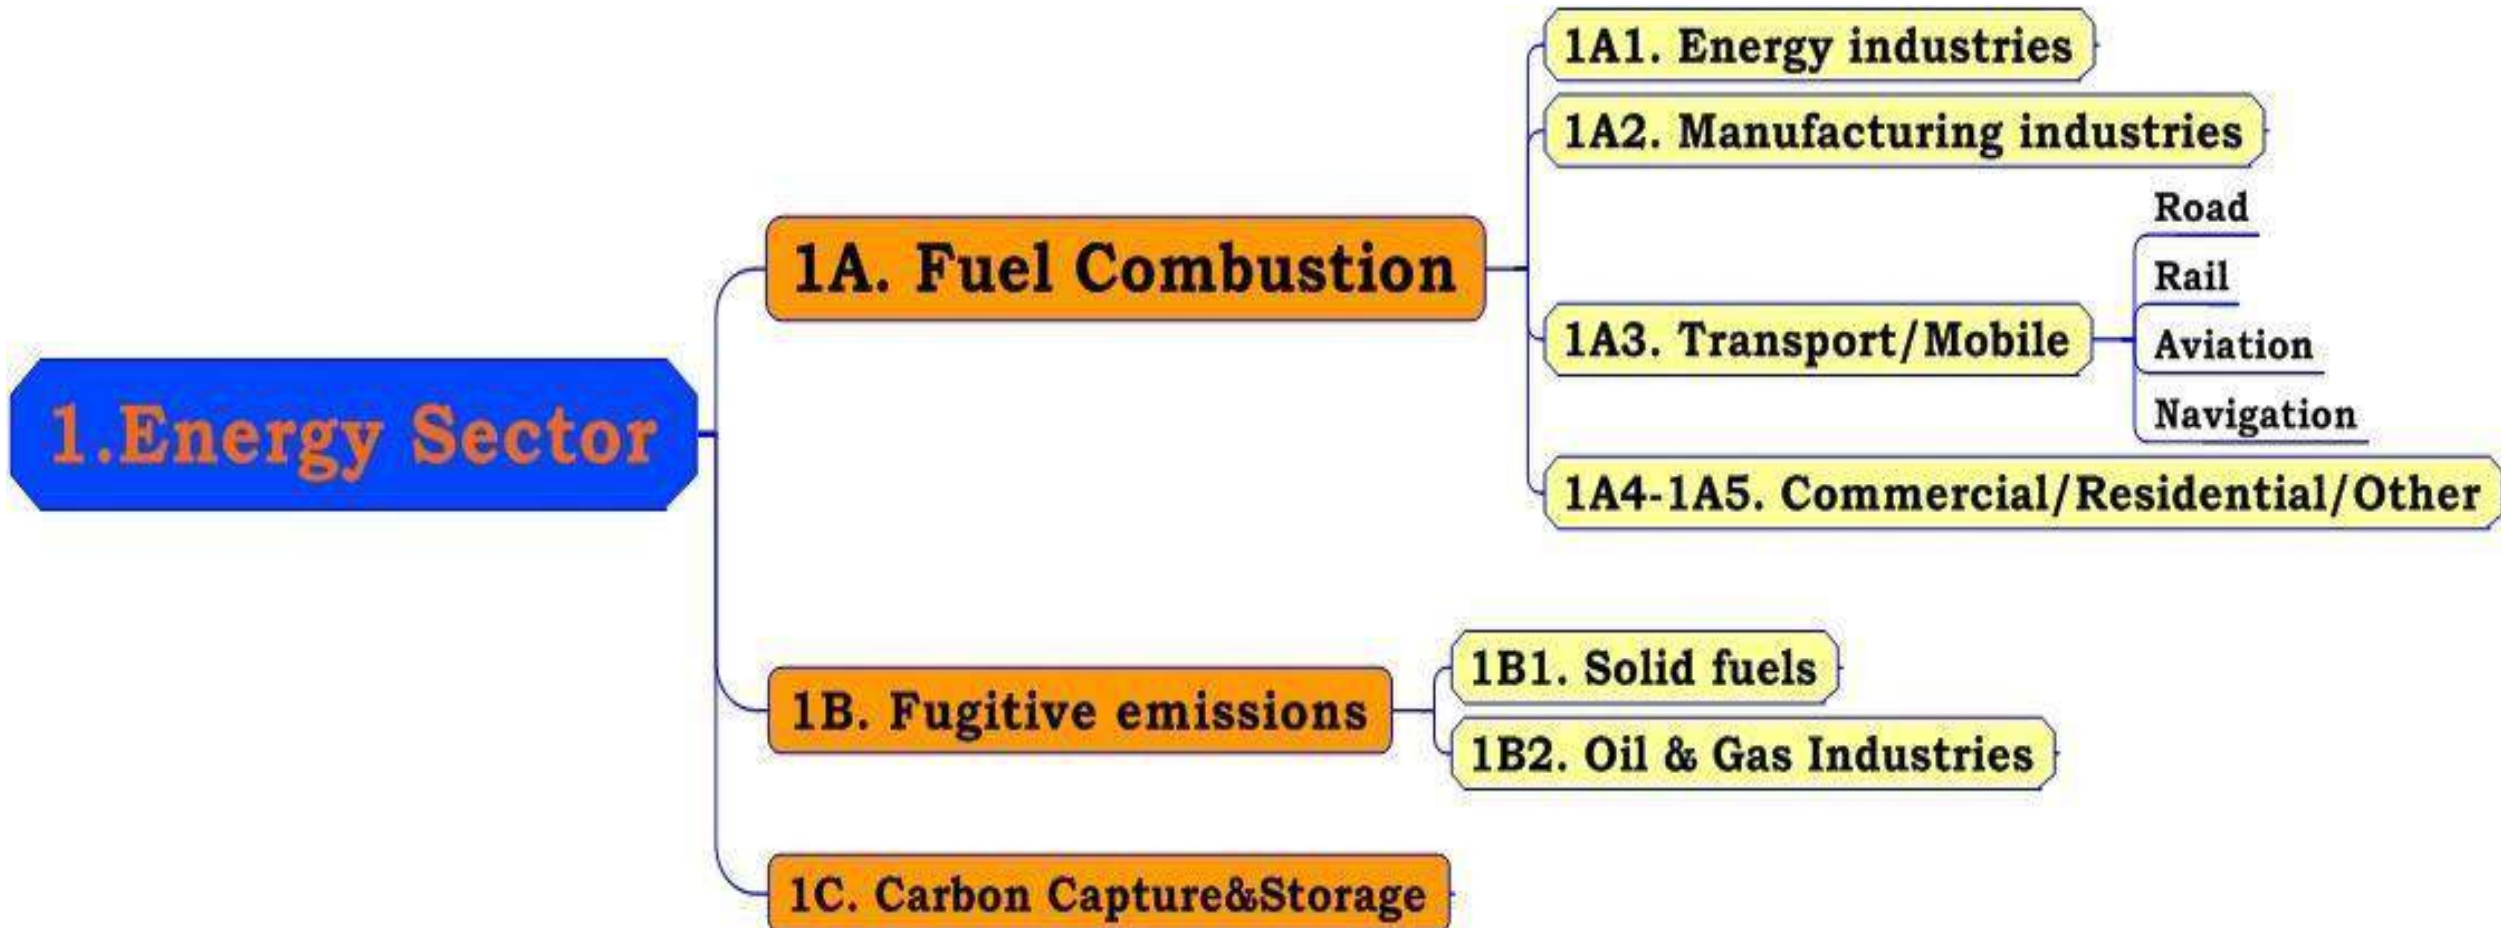 1.Energy Sector
1A. Fuel Combustion
1A1. Energy industries
1A2. Manufacturing industries
1A3. Transport/Mobile
Road
Rail
Aviation
Navigation
1A4-1A5. Commercial/Residential/Other
1B. Fugitive emissions
1B1. Solid fuels
1B2. Oil & Gas Industries
1C. Carbon Capture&Storage